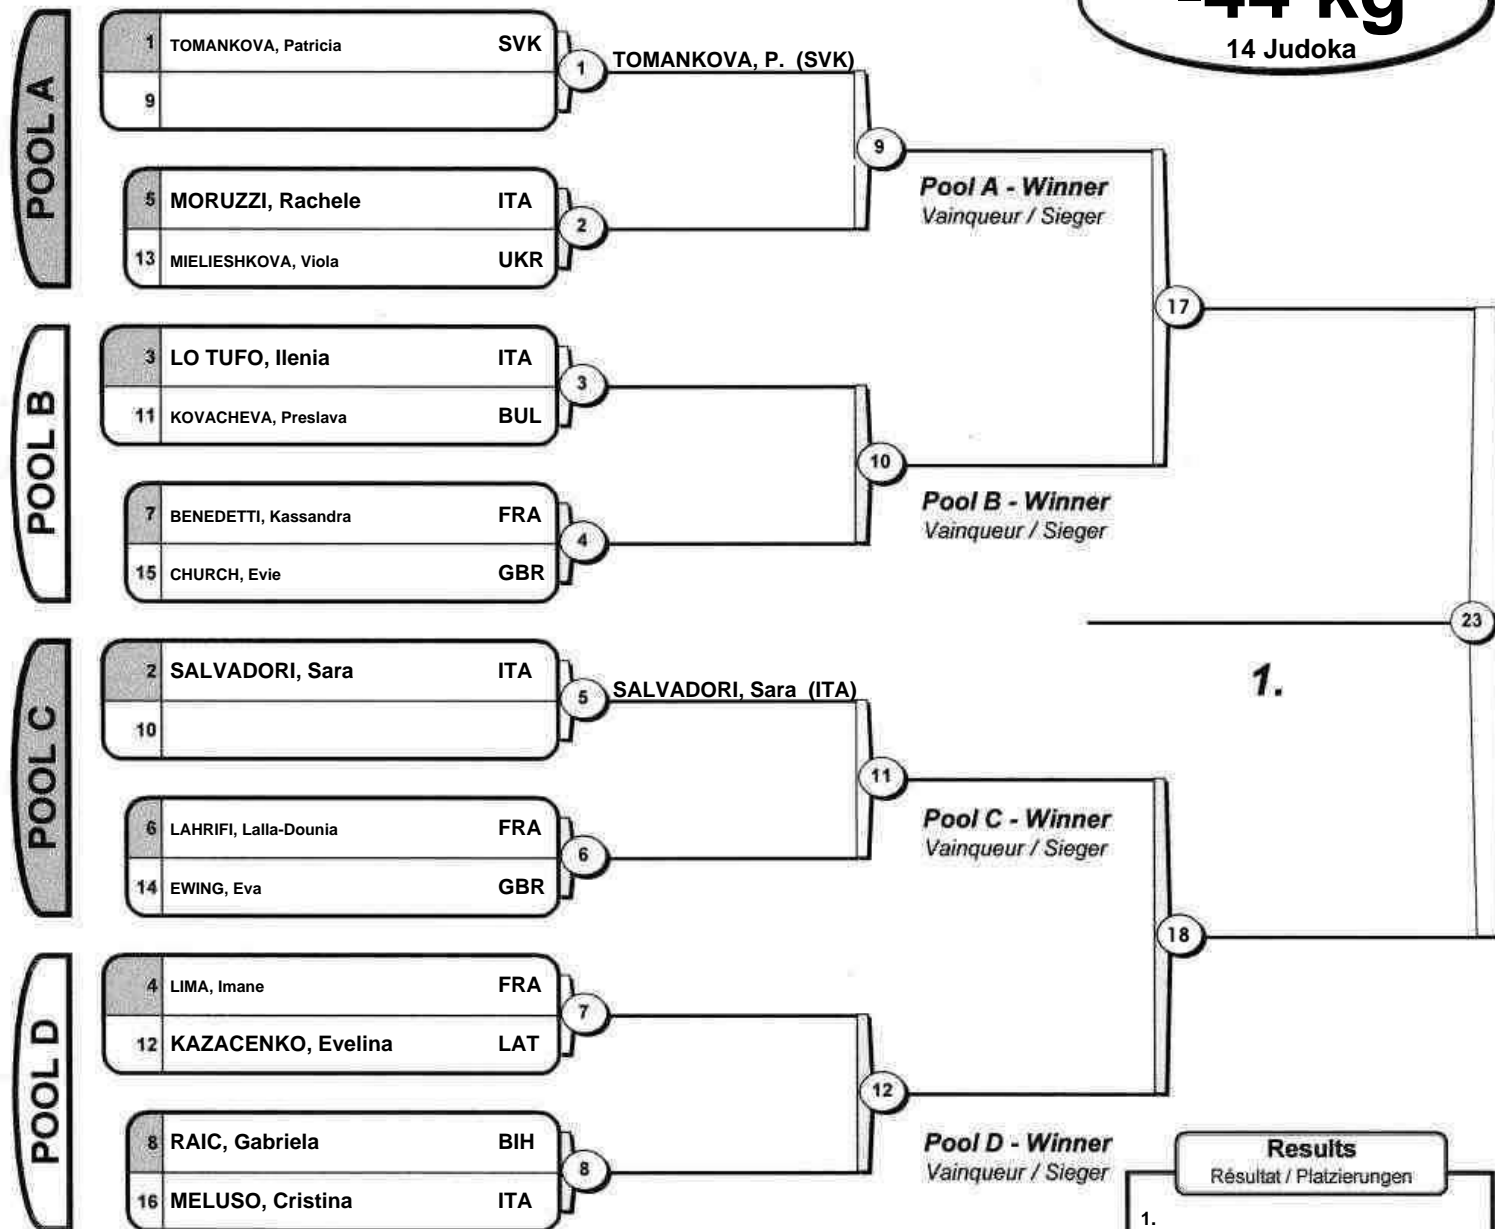 -44 kg
14 Judoka
POOL A
1 TOMANKOVA, Patricia SVK
9
1
TOMANKOVA, P. (SVK)
5 MORUZZI, Rachele ITA
13 MIELIESHKOVA, Viola UKR
2
9
Pool A - Winner
Vainqueur / Sieger
POOL B
3 LO TUFO, Ilenia ITA
11 KOVACHEVA, Preslava BUL
3
7 BENEDETTI, Kassandra FRA
15 CHURCH, Evie GBR
4
10
Pool B - Winner
Vainqueur / Sieger
17
POOL C
2 SALVADORI, Sara ITA
10
5
SALVADORI, Sara (ITA)
6 LAHRIFI, Lalla-Dounia FRA
14 EWING, Eva GBR
6
11
Pool C - Winner
Vainqueur / Sieger
23
1.
POOL D
4 LIMA, Imane FRA
12 KAZACENKO, Evelina LAT
7
8 RAIC, Gabriela BIH
16 MELUSO, Cristina ITA
8
12
Pool D - Winner
Vainqueur / Sieger
18
Results
Résultat / Platzierungen
1.